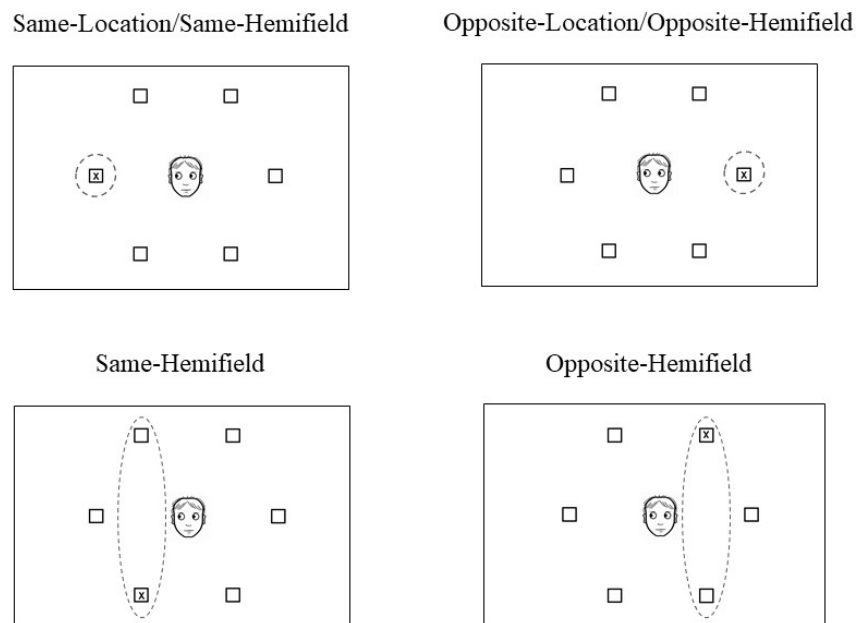 Same-Location/Same-Hemifield
Opposite-Location/Opposite-Hemifield
x
x
Same-Hemifield
Opposite-Hemifield
x
x